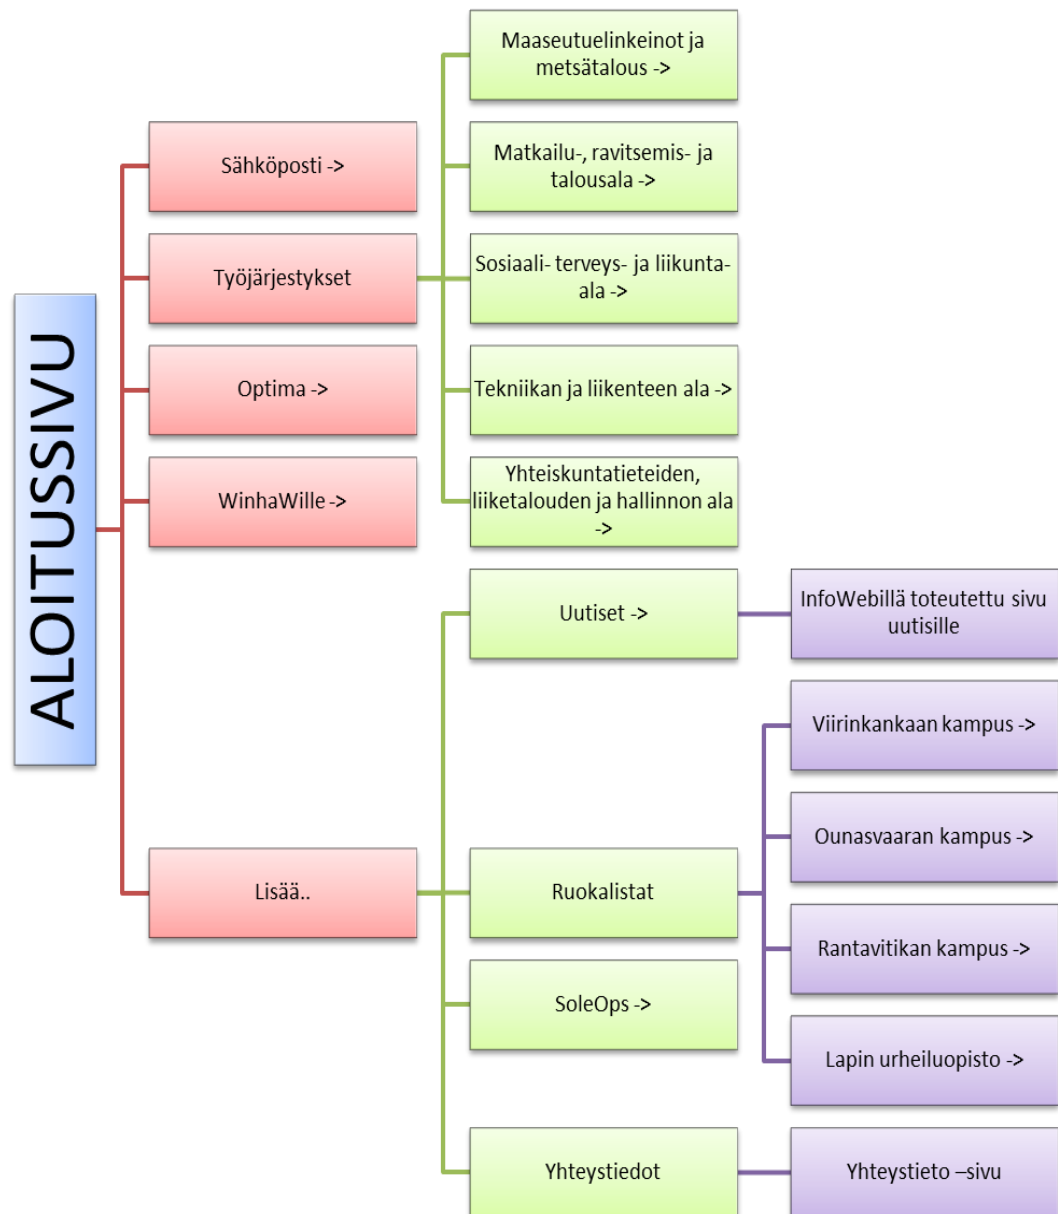 ALOITUSSIVU
Sähköposti ->
Työjärjestykset
Maaseutuelinkeinot ja
metsätalous ->
Matkailu-, ravitsemis- ja
talousala ->
Sosiaali- terveys- ja liikunta-
ala ->
Tekniikan ja liikenteen ala ->
Yhteiskuntatieteiden,
liiketalouden ja hallinnon ala
->
Optima ->
WinhaWille ->
Lisää..
Uutiset ->
InfoWebillä toteutettu sivu
uutisille
Ruokalistat
Viirinkankaan kampus ->
Ounasvaaran kampus ->
Rantavitikan kampus ->
Lapin urheiluopisto ->
SoleOps ->
Yhteystiedot
Yhteystieto –sivu